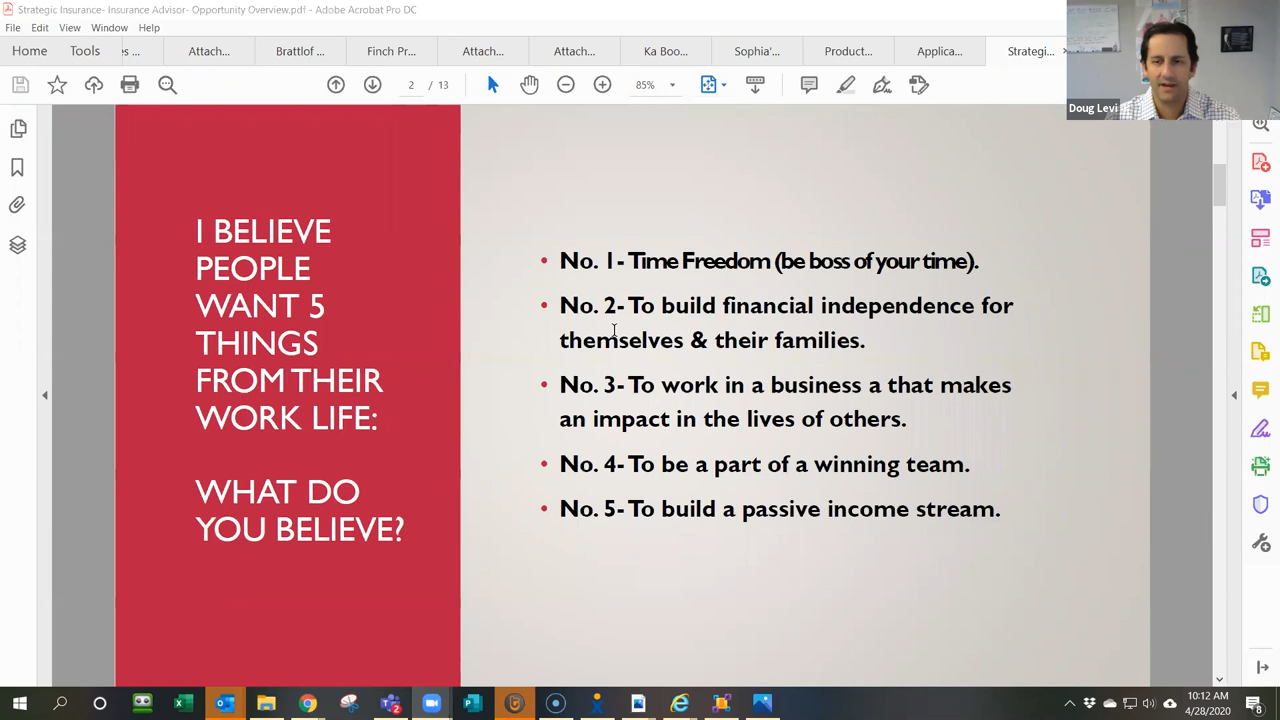 Strategic Insurance- Insurance Advisor- Opportunity Overview.pdf - Adobe Acrobat Pro DC
File Edit View Window Help
Home Tools es ... Attach... Brattlof ... Finch Pr... Attach... Attach... Ka Boo... Sophia'... Product... Applica... Strategi...
2 / 13 85%
Doug Levi
I BELIEVE
PEOPLE
WANT 5
THINGS
FROM THEIR
WORK LIFE:
WHAT DO
YOU BELIEVE?
• No. 1- Time Freedom (be boss of your time).
• No. 2- To build financial independence for
themselves & their families.
• No. 3- To work in a business a that makes
an impact in the lives of others.
• No. 4- To be a part of a winning team.
• No. 5- To build a passive income stream.
10:12 AM
4/28/2020
8